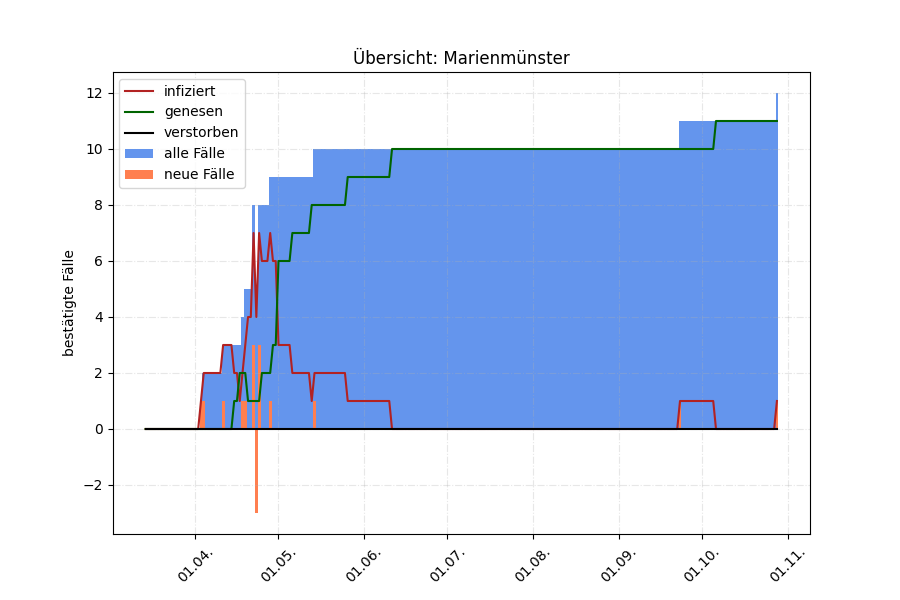 Übersicht: Marienmünster
infiziert
genesen
verstorben
alle Fälle
neue Fälle
bestätigte Fälle
12
10
8
6
4
2
0
−2
01.04.
01.05.
01.06.
01.07.
01.08.
01.09.
01.10.
01.11.